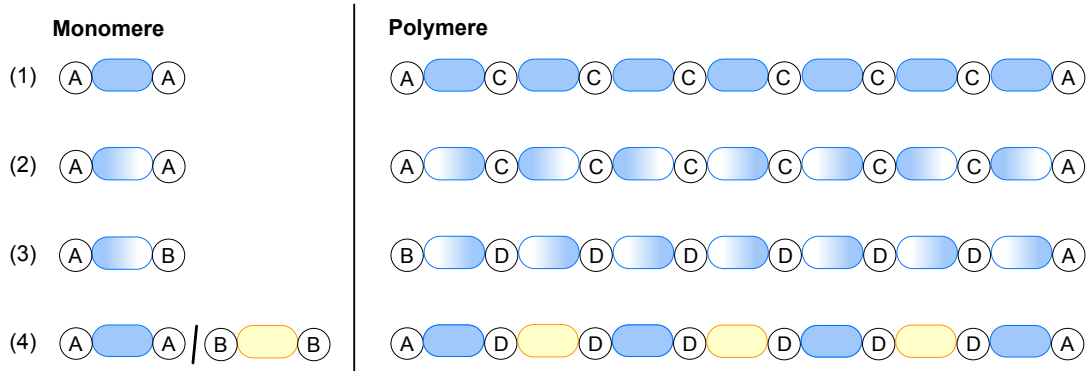 Monomere Polymere
(1) A A A C C C C C C A
(2) A A A C C C C C C A
(3) A B B D D D D D D A
(4) A A / B B A D D D D D D A